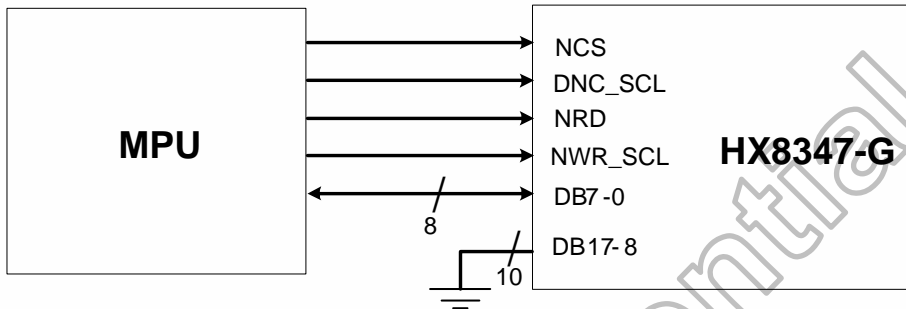 MPU
NCS
DNC_SCL
NRD
NWR_SCL
HX8347-G
DB7-0
8
DB17-8
10